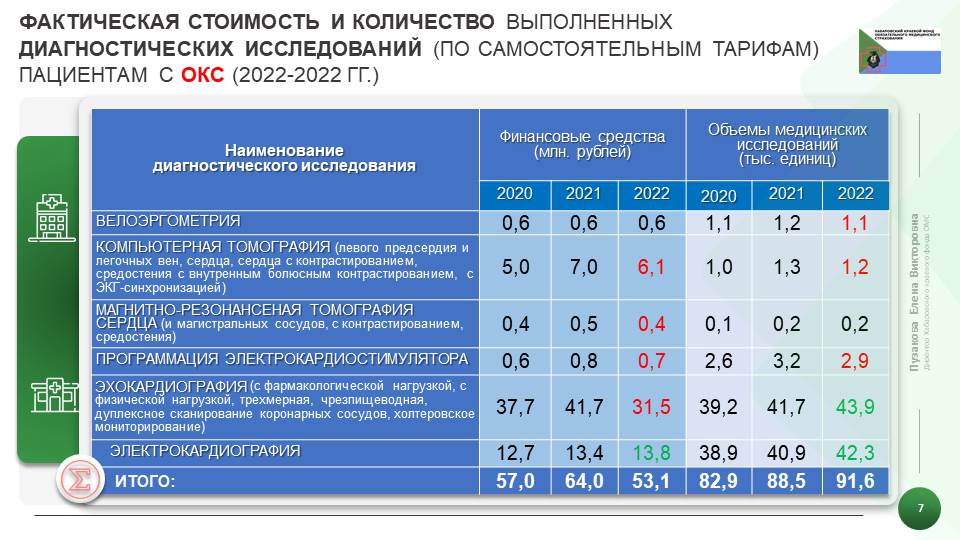 ФАКТИЧЕСКАЯ СТОИМОСТЬ И КОЛИЧЕСТВО ВЫПОЛНЕННЫХ
ДИАГНОСТИЧЕСКИХ ИССЛЕДОВАНИЙ (ПО САМОСТОЯТЕЛЬНЫМ ТАРИФАМ)
ПАЦИЕНТАМ С ОКС (2022-2022 ГГ.)
ХАБАРОВСКИЙ КРАЕВОЙ ФОНД
ОБЯЗАТЕЛЬНОГО МЕДИЦИНСКОГО
СТРАХОВАНИЯ
Наименование
диагностического исследования
Финансовые средства
(млн. рублей)
Объемы медицинских
исследований
(тыс. единиц)
2020 2021 2022 2020 2021 2022
ВЕЛОЭРГОМЕТРИЯ 0,6 0,6 0,6 1,1 1,2 1,1
КОМПЬЮТЕРНАЯ ТОМОГРАФИЯ (левого предсердия и
легочных вен, сердца, сердца с контрастированием,
средостения с внутренним болюсным контрастированием, с
ЭКГ-синхронизацией)
5,0 7,0 6,1 1,0 1,3 1,2
МАГНИТНО-РЕЗОНАНСЕНАЯ ТОМОГРАФИЯ
СЕРДЦА (и магистральных сосудов, с контрастированием,
средостения)
0,4 0,5 0,4 0,1 0,2 0,2
ПРОГРАММАЦИЯ ЭЛЕКТРОКАРДИОСТИМУЛЯТОРА 0,6 0,8 0,7 2,6 3,2 2,9
ЭХОКАРДИОГРАФИЯ (с фармакологической нагрузкой, с
физической нагрузкой, трехмерная, чрезпищеводная,
дуплексное сканирование коронарных сосудов, холтеровское
мониторирование)
37,7 41,7 31,5 39,2 41,7 43,9
ЭЛЕКТРОКАРДИОГРАФИЯ 12,7 13,4 13,8 38,9 40,9 42,3
Σ ИТОГО: 57,0 64,0 53,1 82,9 88,5 91,6
Пузакова Елена Викторовна
Директор Хабаровского краевого фонда ОМС
7